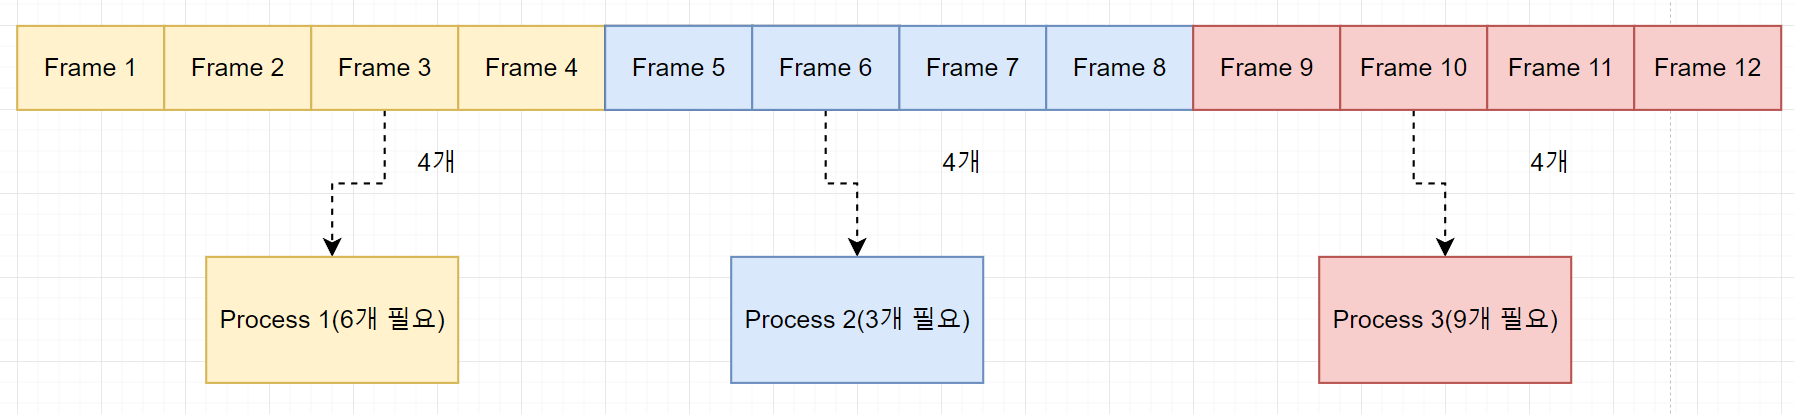 Frame 1
Frame 2
Frame 3
Frame 4
Frame 5
Frame 6
Frame 7
Frame 8
Frame 9
Frame 10
Frame 11
Frame 12
4개
4개
4개
Process 1(6개 필요)
Process 2(3개 필요)
Process 3(9개 필요)